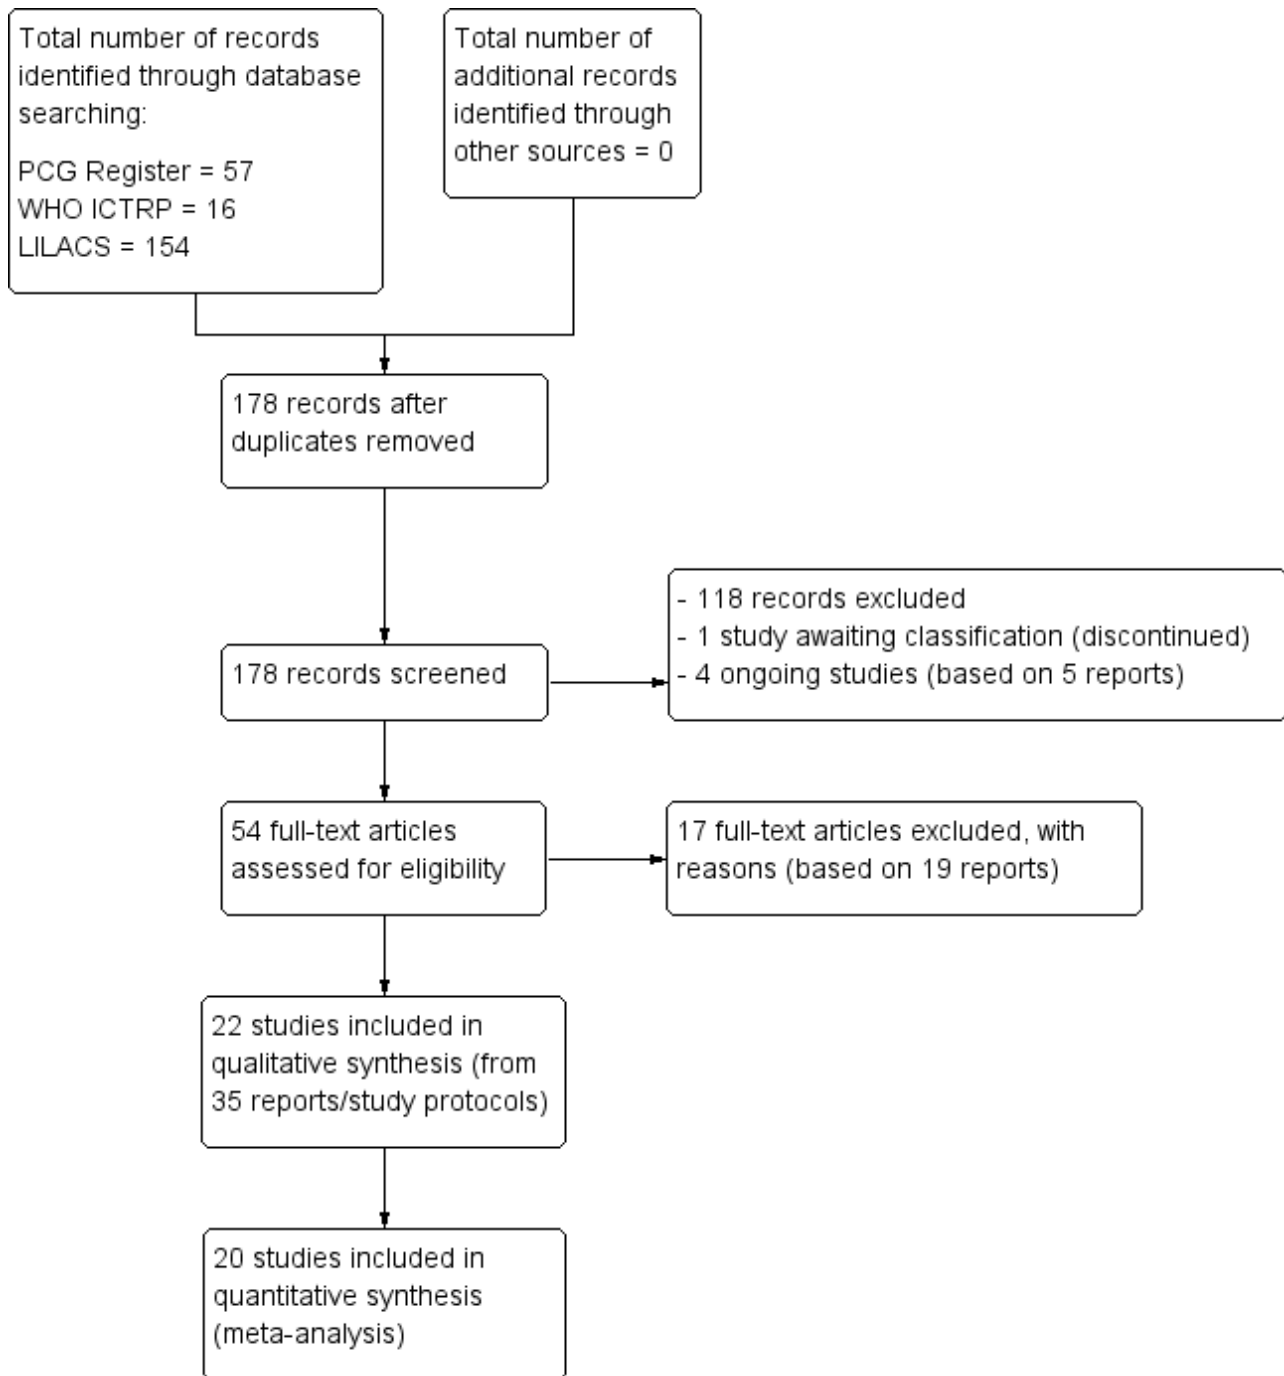 Total number of records
identified through database
searching:
PCG Register = 57
WHO ICTRP = 16
LILACS = 154
Total number of
additional records
identified through
other sources = 0
178 records after
duplicates removed
178 records screened
- 118 records excluded
- 1 study awaiting classification (discontinued)
- 4 ongoing studies (based on 5 reports)
54 full-text articles
assessed for eligibility
17 full-text articles excluded, with
reasons (based on 19 reports)
22 studies included in
qualitative synthesis (from
35 reports/study protocols)
20 studies included in
quantitative synthesis
(meta-analysis)